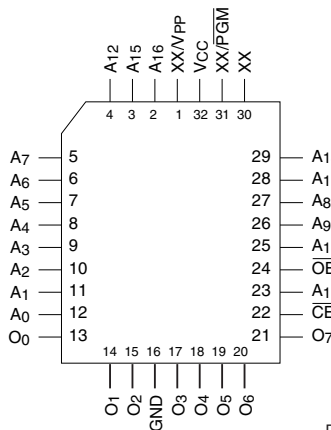 A12 A15 A16 XX/VPP VCC XX/PGM XX
4 3 2 1 32 31 30
A7 5 29 A1
A6 6 28 A1
A5 7 27 A8
A4 8 26 A9
A3 9 25 A1
A2 10 24 OE
A1 11 23 A1
A0 12 22 CE
O0 13 21 O7
14 15 16 17 18 19 20
O1 O2 GND O3 O4 O5 O6